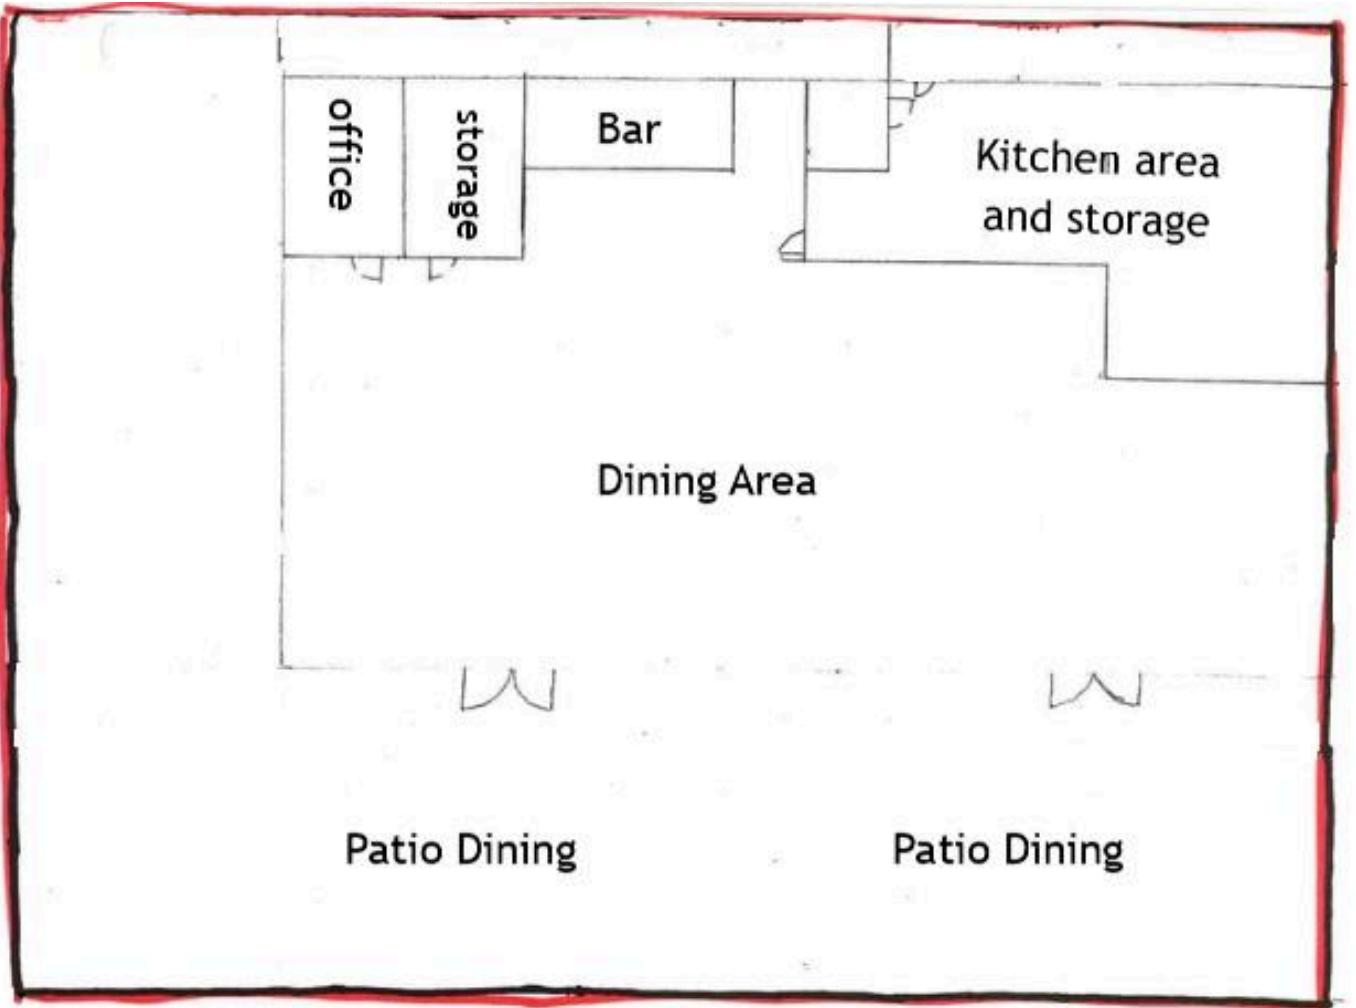 office
storage
Bar
Kitchen area
and storage
Dining Area
Patio Dining
Patio Dining